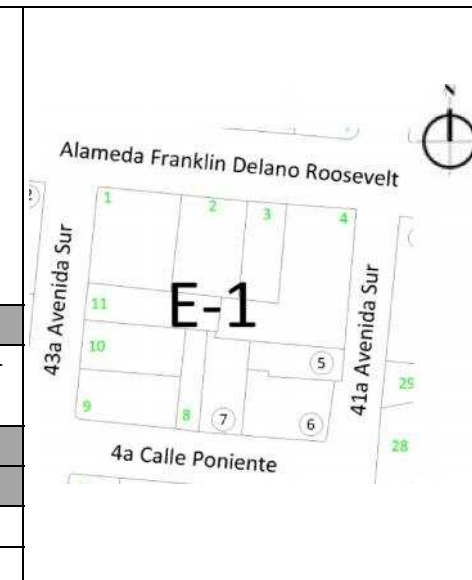 N
Alameda Franklin Delano Roosevelt
1
2
3
4
43a Avenida Sur
E-1
41a Avenida Sur
11
10
5
29
9
8
7
6
28
4a Calle Poniente